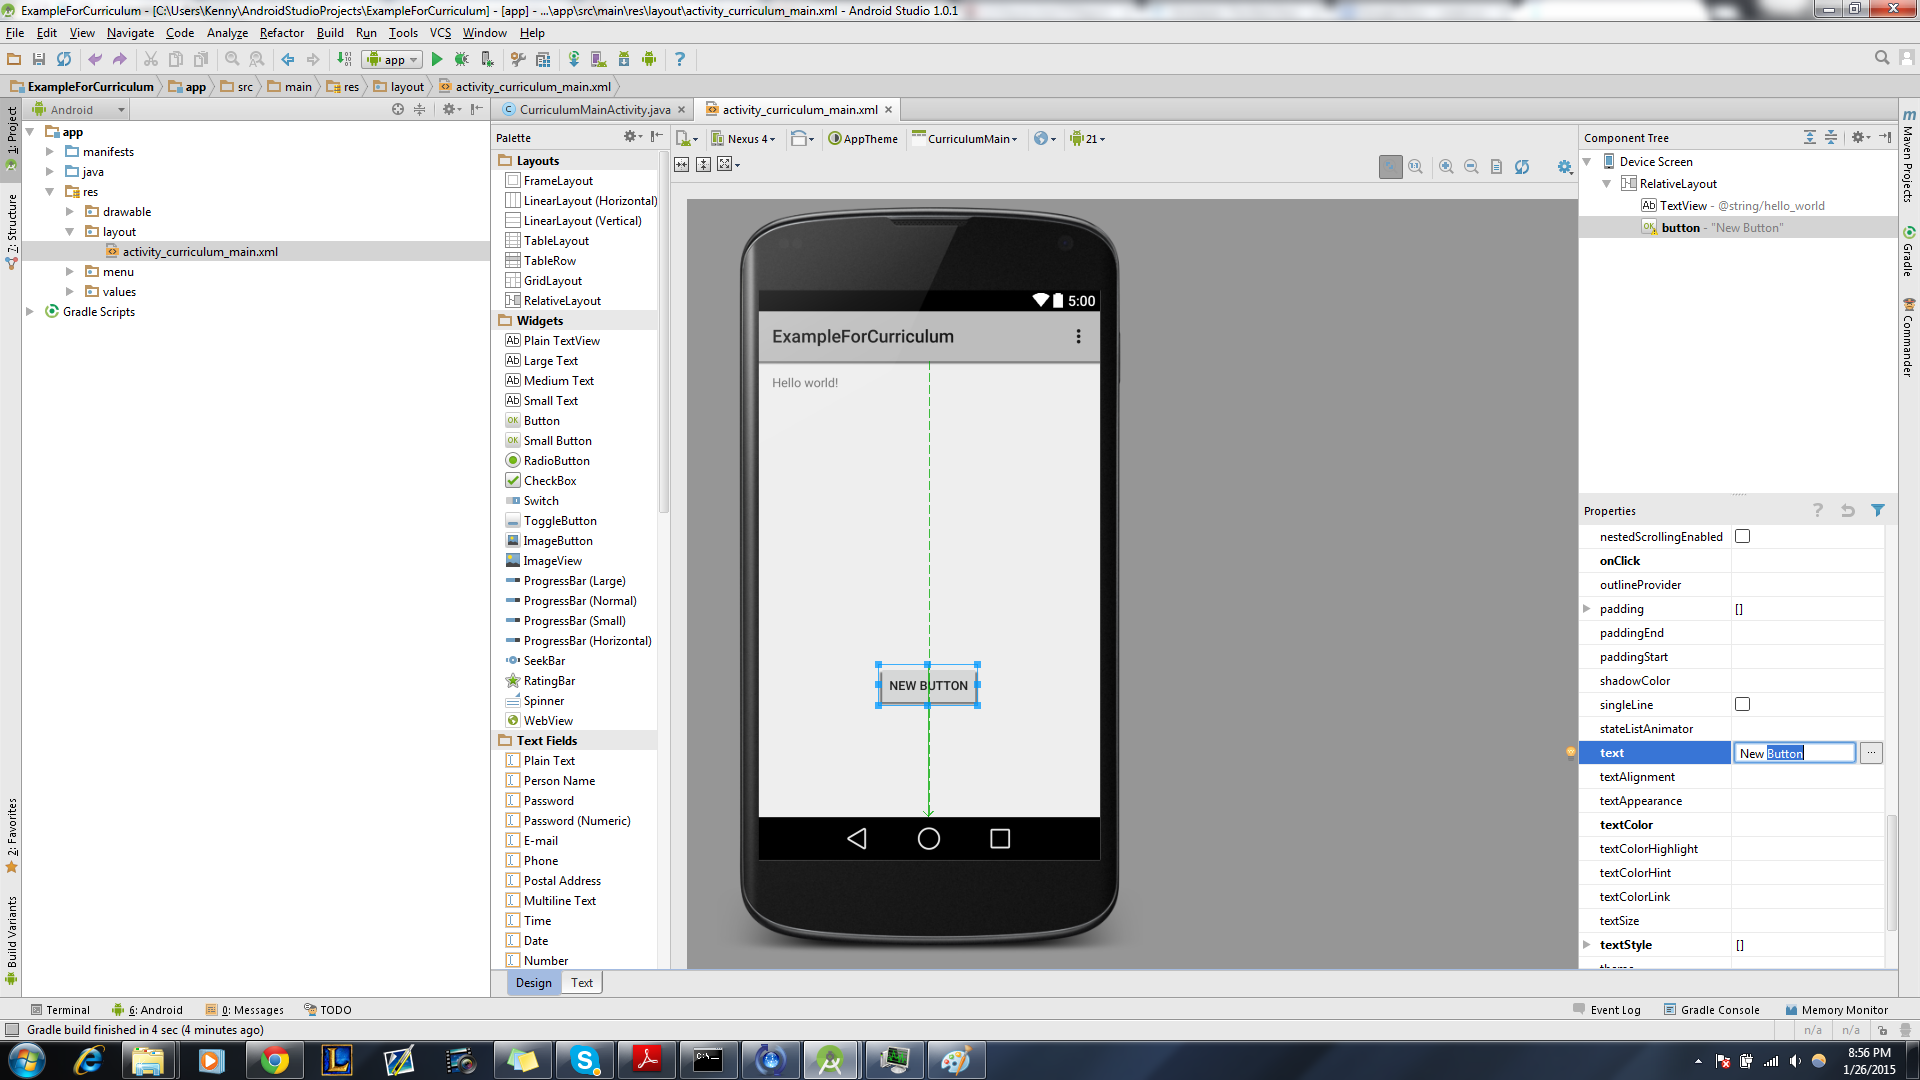 ExampleForCurriculum - [C:\Users\Kenny\AndroidStudioProjects\ExampleForCurriculum] - [app] - ...\app\src\main\res\layout\activity_curriculum_main.xml - Android Studio 1.0.1
File Edit View Navigate Code Analyze Refactor Build Run Tools VCS Window Help
app
ExampleForCurriculum app src main res layout activity_curriculum_main.xml
1: Project
7: Structure
2: Favorites
Build Variants
Android
app
manifests
java
res
drawable
layout
activity_curriculum_main.xml
menu
values
Gradle Scripts
CurriculumMainActivity.java activity_curriculum_main.xml
Palette
Layouts
FrameLayout
LinearLayout (Horizontal)
LinearLayout (Vertical)
TableLayout
TableRow
GridLayout
RelativeLayout
Widgets
Plain TextView
Large Text
Medium Text
Small Text
Button
Small Button
RadioButton
CheckBox
Switch
ToggleButton
ImageButton
ImageView
ProgressBar (Large)
ProgressBar (Normal)
ProgressBar (Small)
ProgressBar (Horizontal)
SeekBar
RatingBar
Spinner
WebView
Text Fields
Plain Text
Person Name
Password
Password (Numeric)
E-mail
Phone
Postal Address
Multiline Text
Time
Date
Number
Nexus 4 AppTheme CurriculumMain 21
5:00
ExampleForCurriculum
Hello world!
NEW BUTTON
Design Text
Component Tree
Device Screen
RelativeLayout
TextView - @string/hello_world
button - "New Button"
Properties
nestedScrollingEnabled
onClick
outlineProvider
padding []
paddingEnd
paddingStart
shadowColor
singleLine
stateListAnimator
text New Button ...
textAlignment
textAppearance
textColor
textColorHighlight
textColorHint
textColorLink
textSize
textStyle []
Maven Projects
Gradle
Commander
Terminal 6: Android 0: Messages TODO Event Log Gradle Console Memory Monitor
Gradle build finished in 4 sec (4 minutes ago) n/a n/a
8:56 PM
1/26/2015